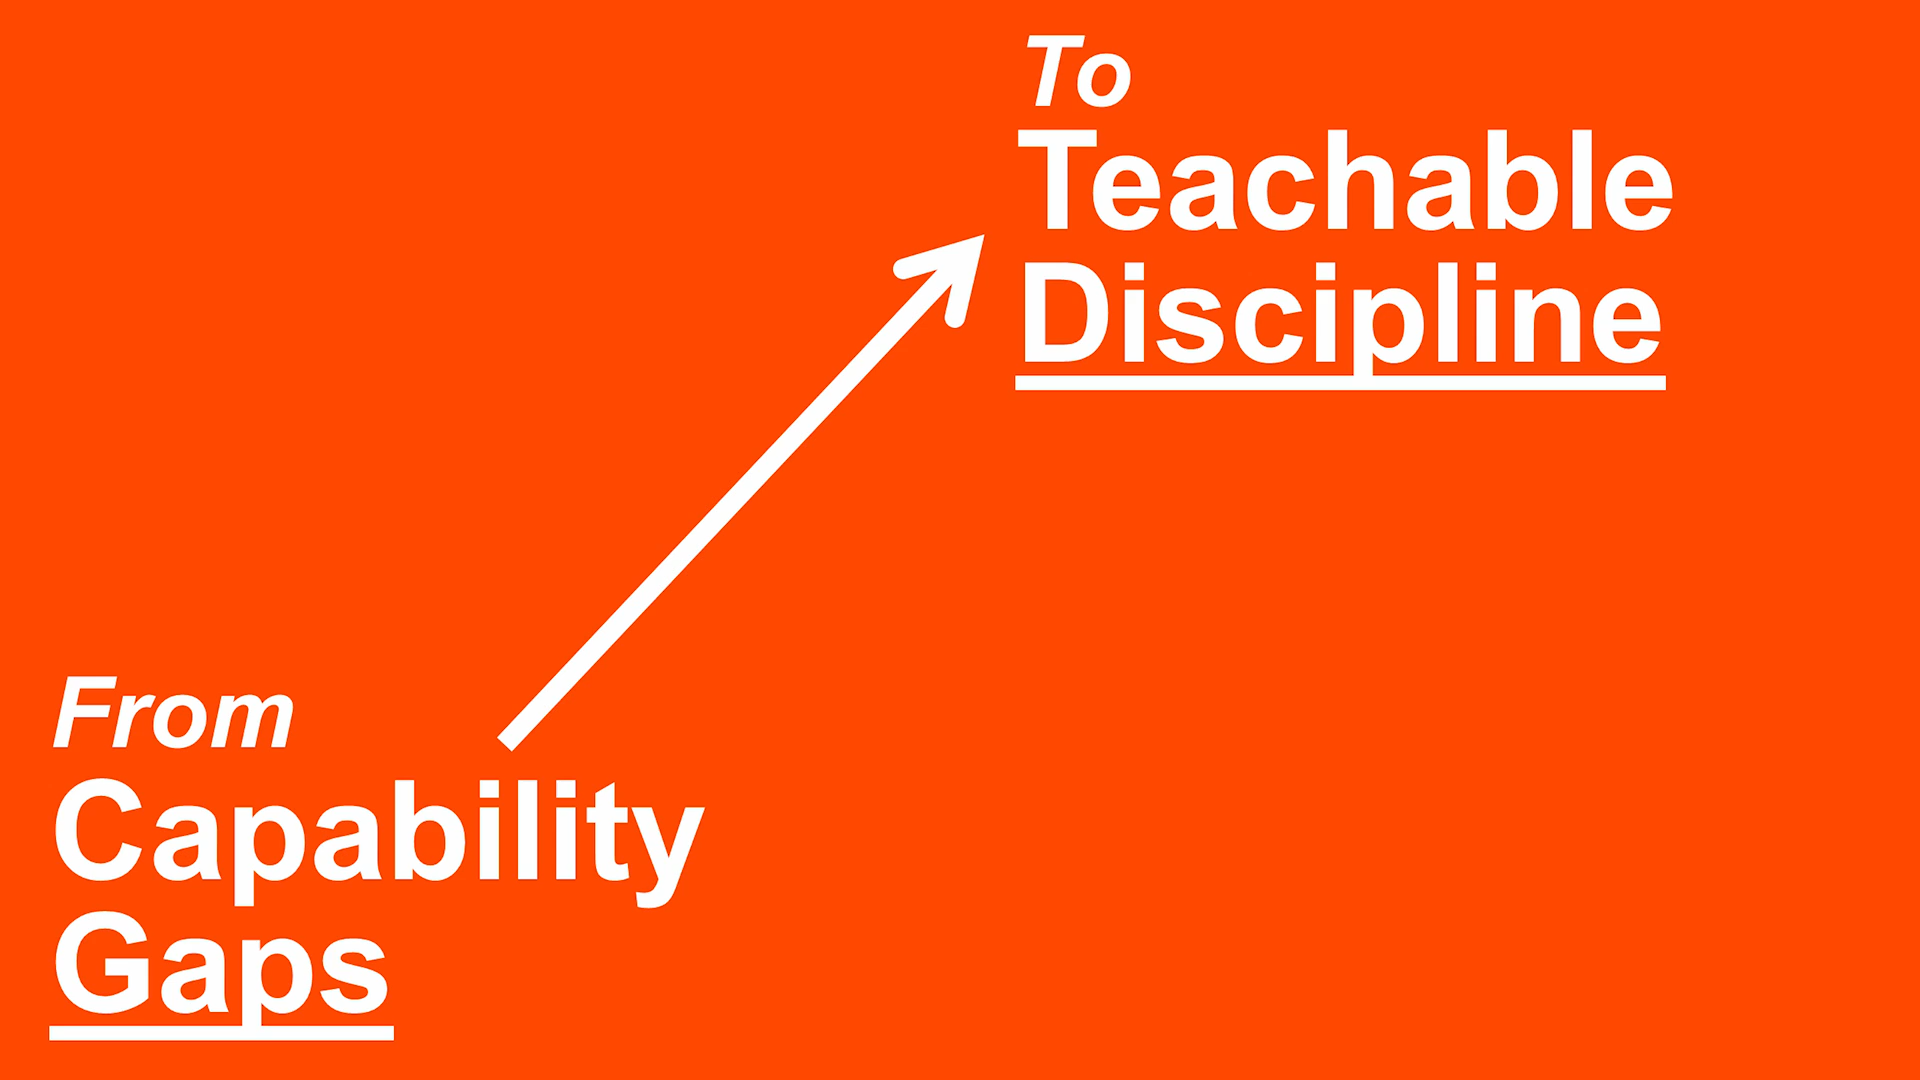 To
Teachable
Discipline
From
Capability
Gaps